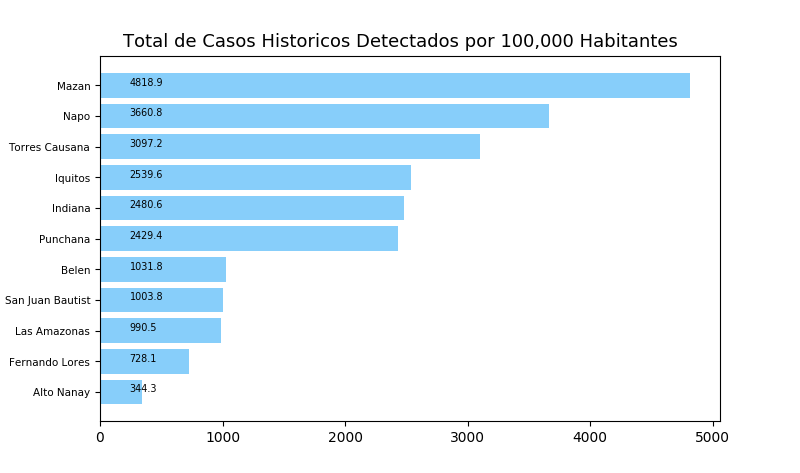 Total de Casos Historicos Detectados por 100,000 Habitantes
Mazan 4818.9
Napo 3660.8
Torres Causana 3097.2
Iquitos 2539.6
Indiana 2480.6
Punchana 2429.4
Belen 1031.8
San Juan Bautist 1003.8
Las Amazonas 990.5
Fernando Lores 728.1
Alto Nanay 344.3
0 1000 2000 3000 4000 5000